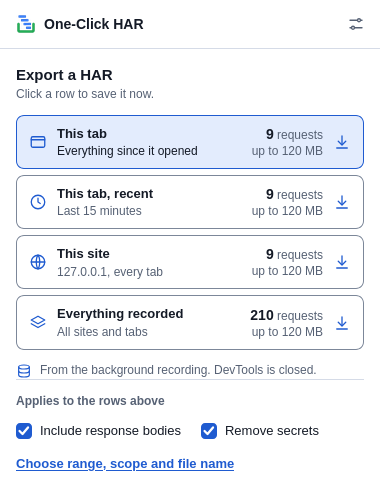 One-Click HAR
Export a HAR
Click a row to save it now.
This tab
Everything since it opened
9 requests
up to 120 MB
This tab, recent
Last 15 minutes
9 requests
up to 120 MB
This site
127.0.0.1, every tab
9 requests
up to 120 MB
Everything recorded
All sites and tabs
210 requests
up to 120 MB
From the background recording. DevTools is closed.
Applies to the rows above
Include response bodies
Remove secrets
Choose range, scope and file name